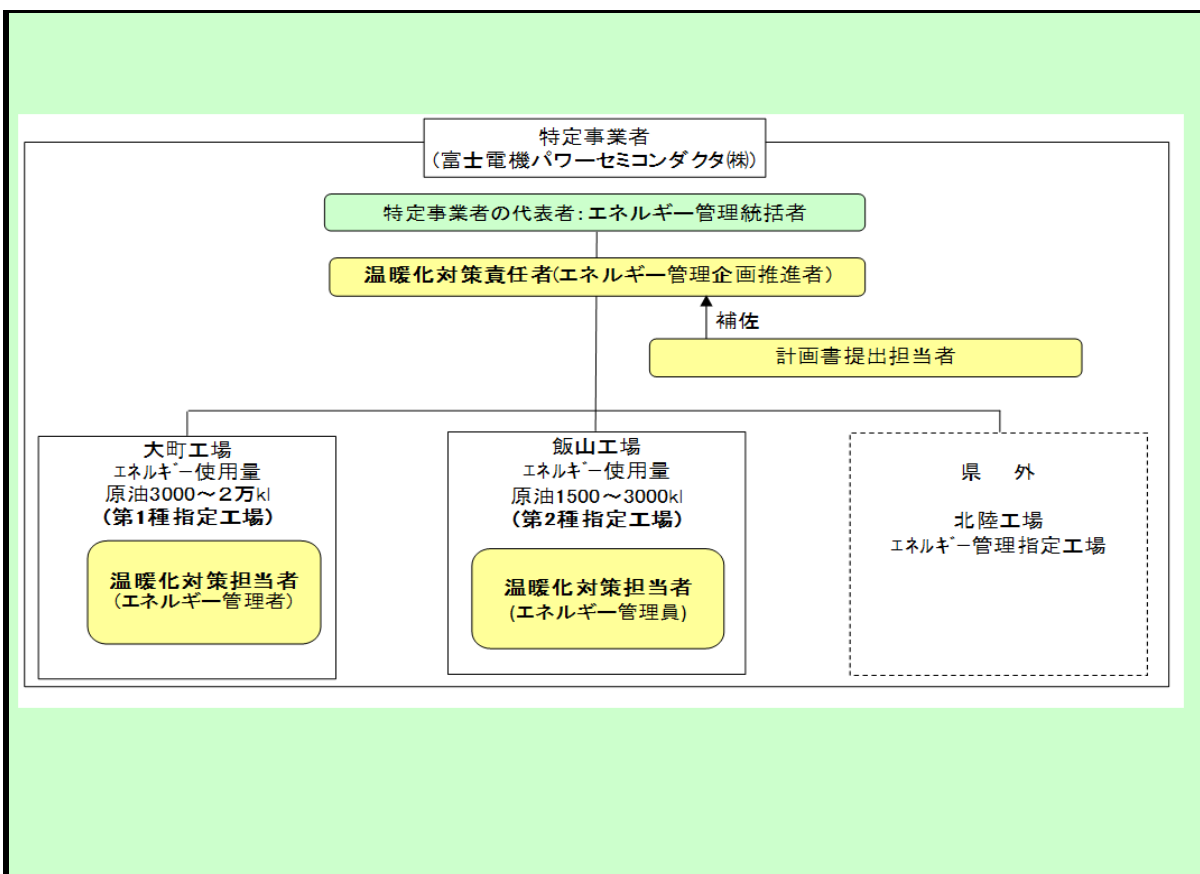 特定事業者
(富士電機パワーセミコンダクタ㈱)
特定事業者の代表者：エネルギー管理統括者
温暖化対策責任者(エネルギー管理企画推進者)
補佐
計画書提出担当者
大町工場
ｴﾈﾙｷﾞｰ使用量
原油3000～2万kl
(第1種指定工場)
温暖化対策担当者
(エネルギー管理者)
飯山工場
ｴﾈﾙｷﾞｰ使用量
原油1500～3000kl
(第2種指定工場)
温暖化対策担当者
(エネルギー管理員)
県　外
北陸工場
ｴﾈﾙｷﾞｰ管理指定工場